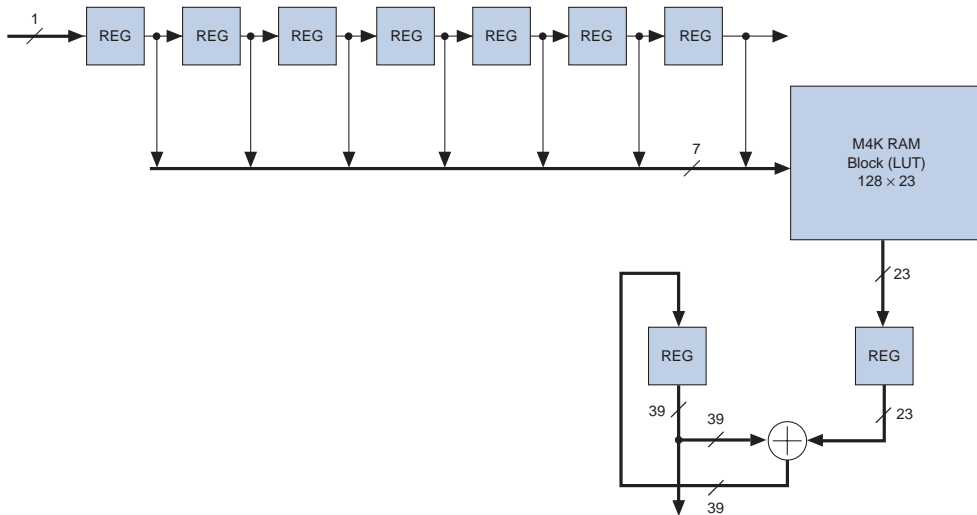 1
REG REG REG REG REG REG REG
7
M4K RAM
Block (LUT)
128 × 23
23
REG REG
39 39 23
39